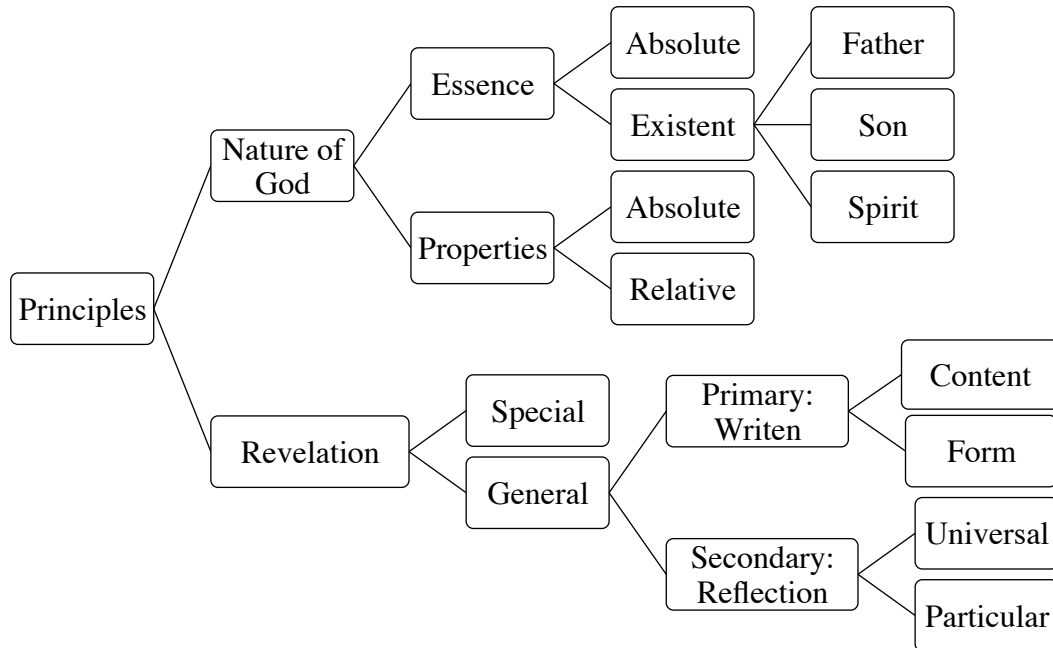 Principles
Nature of
God
Essence
Absolute
Existent
Father
Son
Spirit
Properties
Absolute
Relative
Revelation
Special
General
Primary:
Writen
Content
Form
Secondary:
Reflection
Universal
Particular